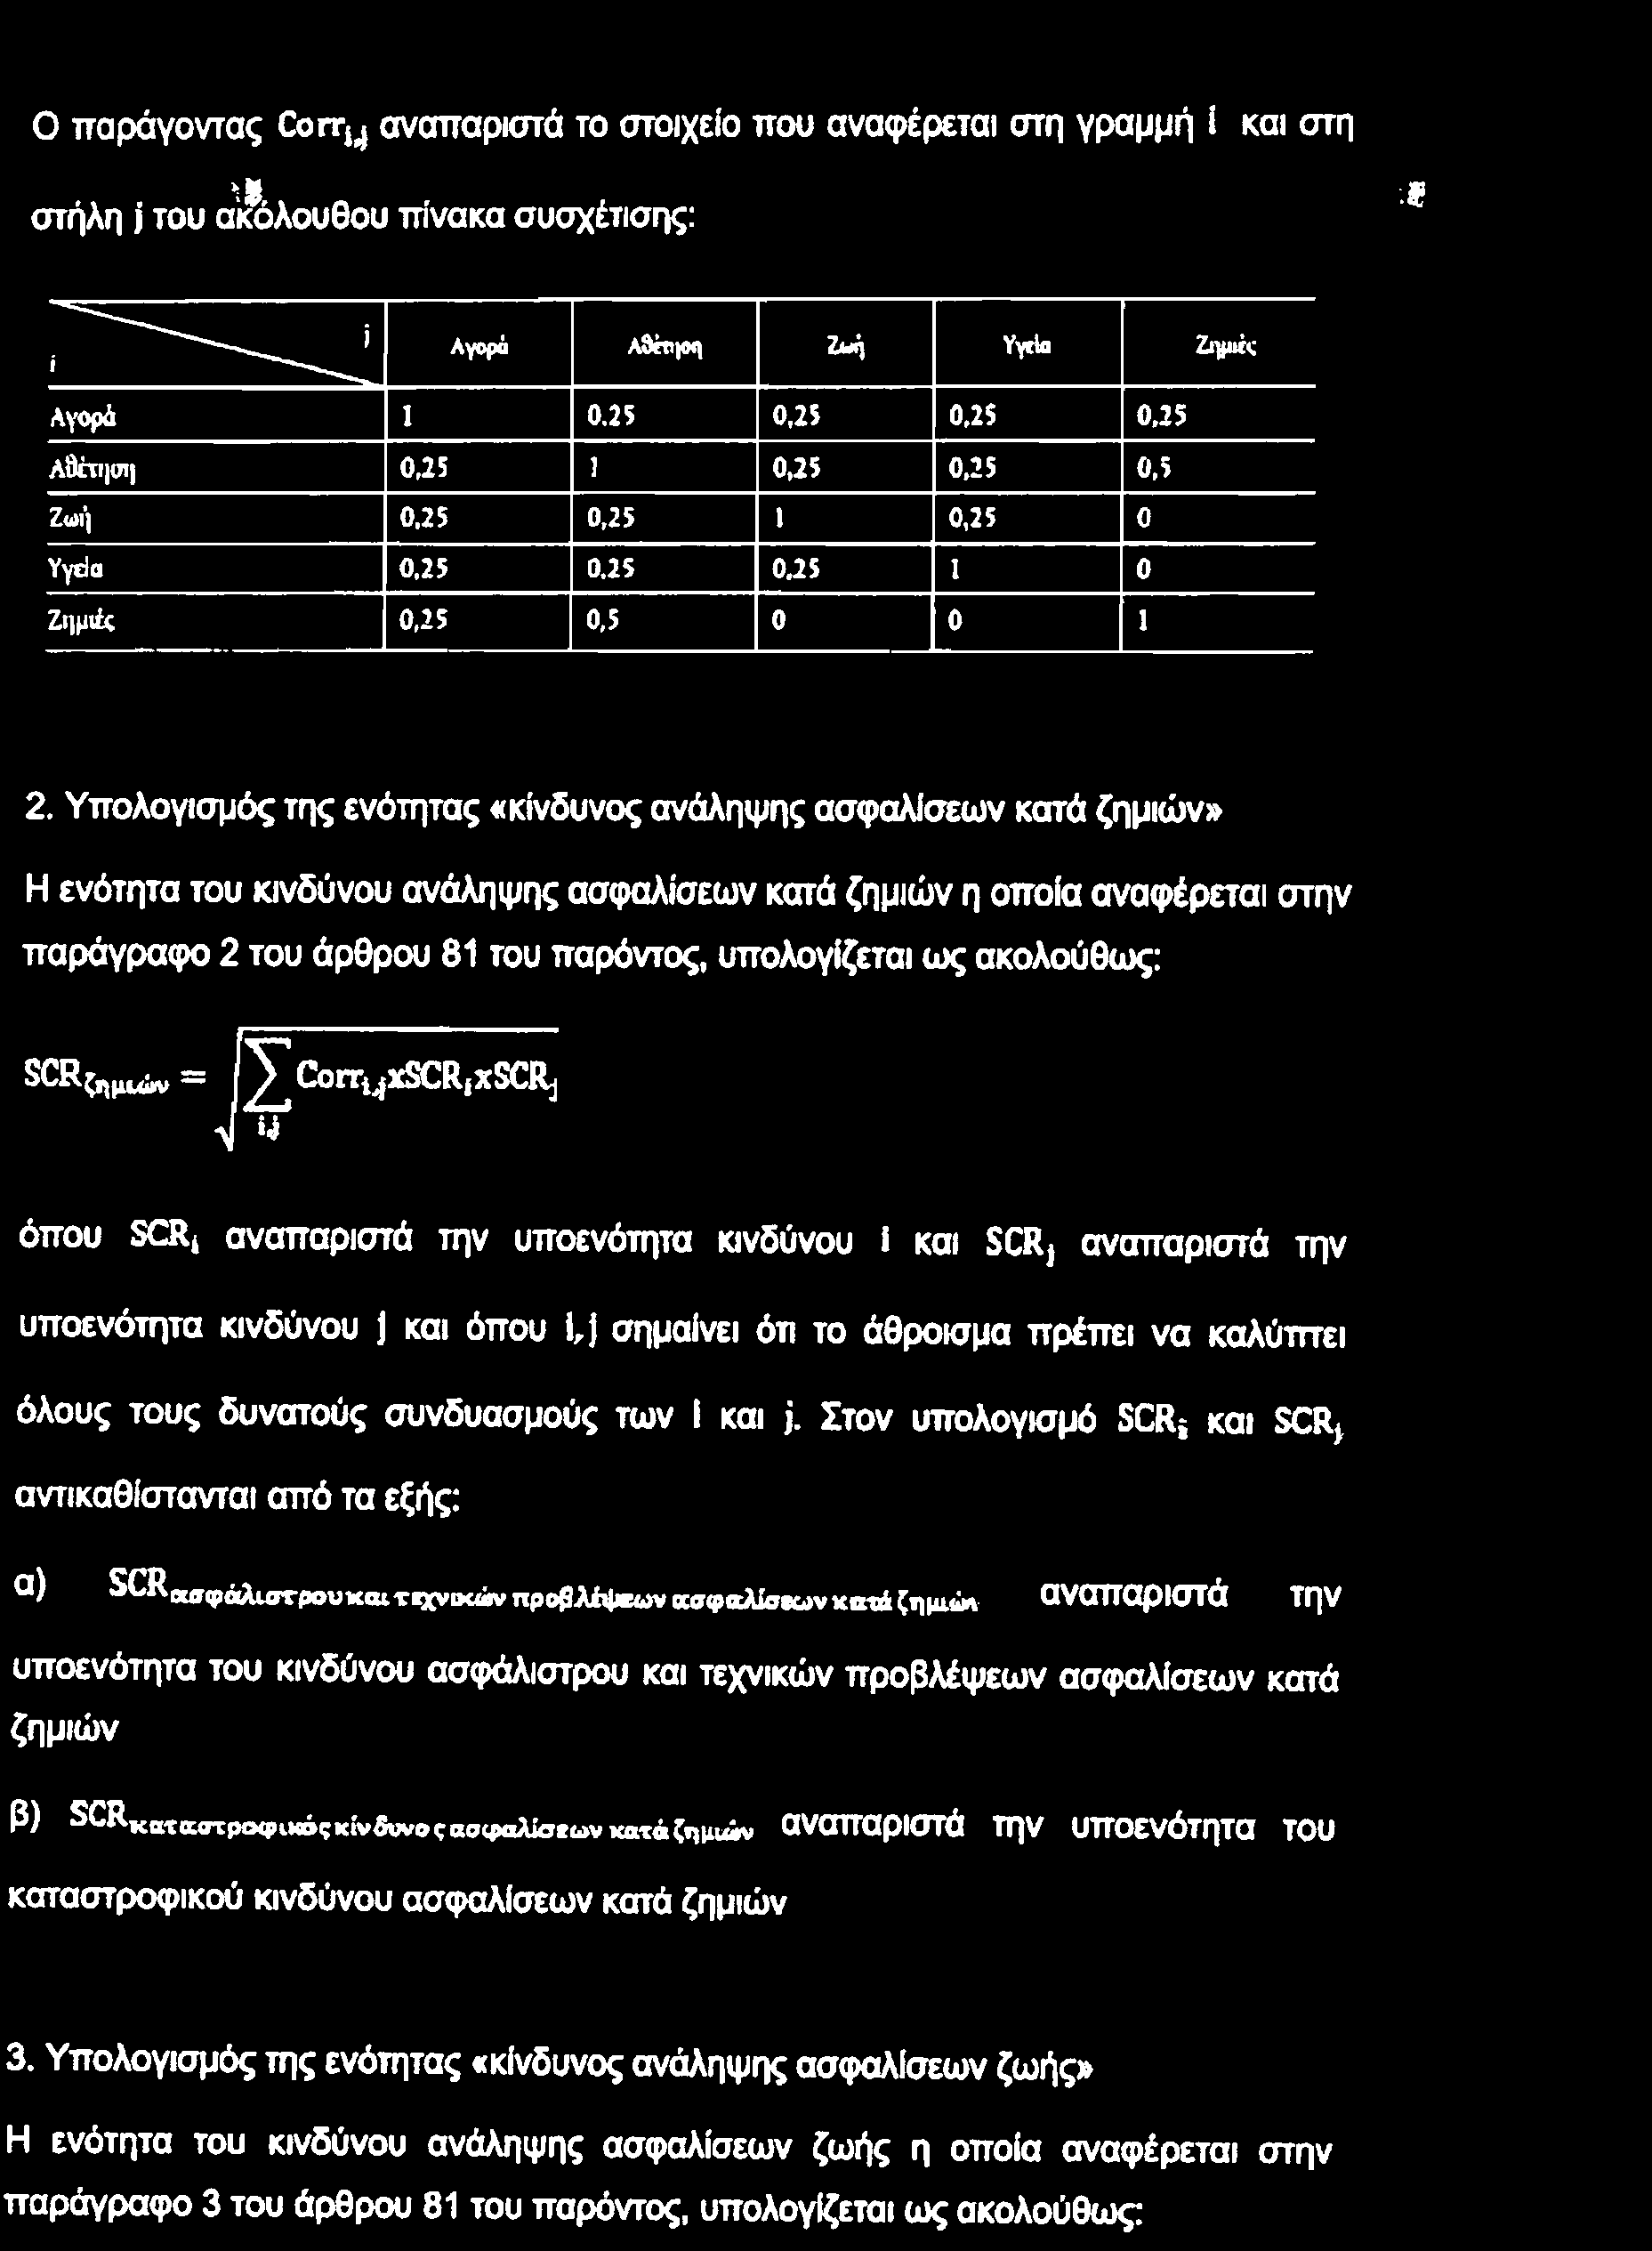 Ο παράγοντας Corri,j αναπαριστά το στοιχείο που αναφέρεται στη γραμμή i και στη
στήλη j του ακόλουθου πίνακα συσχέτισης:
j
i Αγορά Αθέτηση Ζωή Υγεία Ζημιές
Αγορά 1 0,25 0,25 0,25 0,25
Αθέτηση 0,25 1 0,25 0,25 0,5
Ζωή 0,25 0,25 1 0,25 0
Υγεία 0,25 0,25 0,25 1 0
Ζημιές 0,25 0,5 0 0 1
2. Υπολογισμός της ενότητας «κίνδυνος ανάληψης ασφαλίσεων κατά ζημιών»
Η ενότητα του κινδύνου ανάληψης ασφαλίσεων κατά ζημιών η οποία αναφέρεται στην
παράγραφο 2 του άρθρου 81 του παρόντος, υπολογίζεται ως ακολούθως:
SCRζημιών = √∑ Corri,jxSCRixSCRj
i,j
όπου SCRi αναπαριστά την υποενότητα κινδύνου i και SCRj αναπαριστά την
υποενότητα κινδύνου j και όπου i,j σημαίνει ότι το άθροισμα πρέπει να καλύπτει
όλους τους δυνατούς συνδυασμούς των i και j. Στον υπολογισμό SCRi και SCRj
αντικαθίστανται από τα εξής:
α) SCRασφάλιστρου και τεχνικών προβλέψεων ασφαλίσεων κατά ζημιών αναπαριστά την
υποενότητα του κινδύνου ασφάλιστρου και τεχνικών προβλέψεων ασφαλίσεων κατά
ζημιών
β) SCRκαταστροφικός κίνδυνος ασφαλίσεων κατά ζημιών αναπαριστά την υποενότητα του
καταστροφικού κινδύνου ασφαλίσεων κατά ζημιών
3. Υπολογισμός της ενότητας «κίνδυνος ανάληψης ασφαλίσεων ζωής»
Η ενότητα του κινδύνου ανάληψης ασφαλίσεων ζωής η οποία αναφέρεται στην
παράγραφο 3 του άρθρου 81 του παρόντος, υπολογίζεται ως ακολούθως: